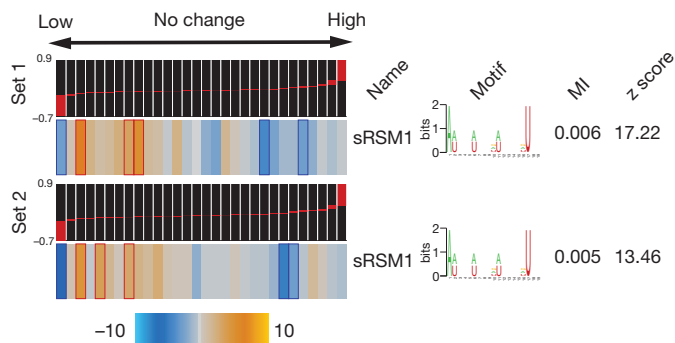 Low No change High
Name Motif MI z score
Set 1
0.9
−0.7
sRSM1
2
1
0
bits
A A A A
U U U
0.006 17.22
Set 2
0.9
−0.7
sRSM1
2
1
0
bits
A A A A
U U U
0.005 13.46
−10 10